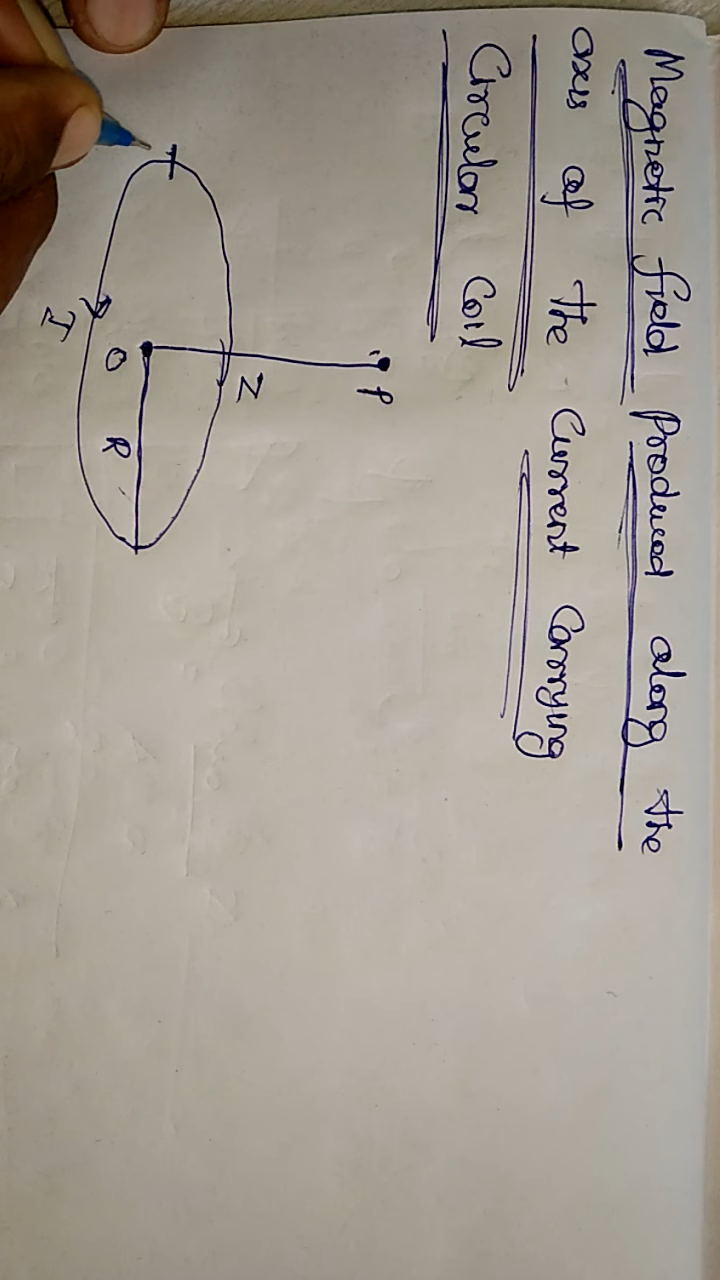 Magnetic field Produced along the
axis of the Current Carrying
Circular Coil
P
Z
O
R
I